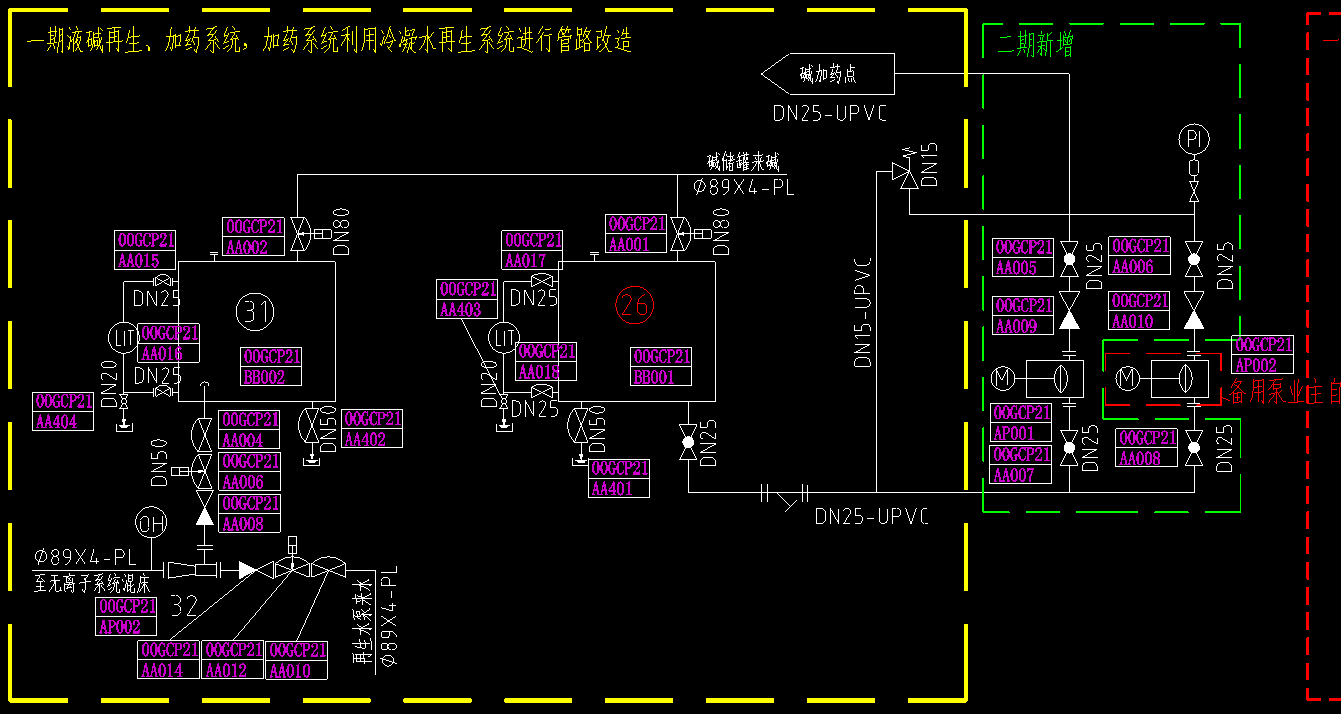 一期液碱再生、加药系统，加药系统利用冷凝水再生系统进行管路改造
二期新增
碱加药点
DN25-UPVC
碱储罐来碱
Ø89X4-PL
DN15
PI
00GCP21
AA002
DN80
00GCP21
AA001
DN80
00GCP21
AA015
00GCP21
AA017
00GCP21
AA005
DN25
00GCP21
AA006
DN25
DN25
00GCP21
AA403
DN25
00GCP21
AA009
00GCP21
AA010
31
26
DN15-UPVC
LIT
00GCP21
AA016
LIT
00GCP21
AA018
00GCP21
BB002
00GCP21
BB001
00GCP21
AP002
DN20
DN25
DN20
DN25
M
M
备用泵业主自
00GCP21
AA404
00GCP21
AA004
DN50
00GCP21
AA402
DN50
DN25
00GCP21
AP001
DN25
00GCP21
AA007
00GCP21
AA008
DN25
DN50
00GCP21
AA006
00GCP21
AA401
00GCP21
AA008
OH
DN25-UPVC
Ø89X4-PL
至无离子系统混床
00GCP21
AP002
32
再生水泵来水
Ø89X4-PL
00GCP21
AA014
00GCP21
AA012
00GCP21
AA010